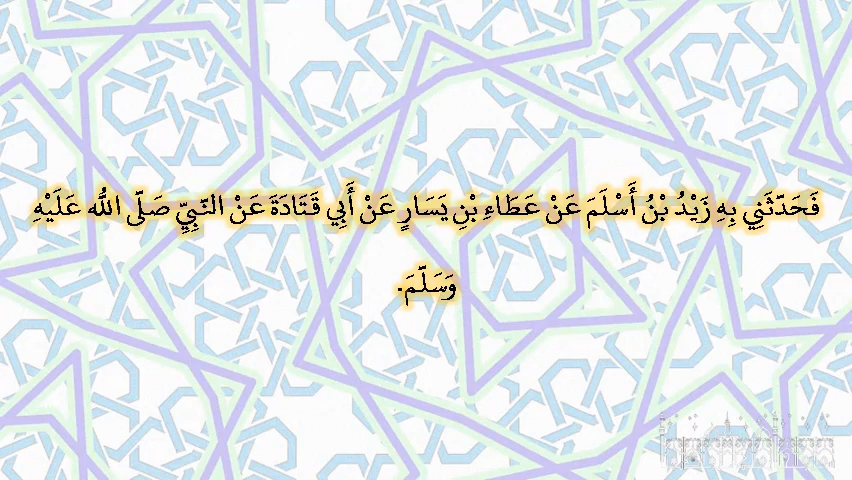 فَحَدّثَنِي بِهِ زَيْدُ بْنُ أَسْلَمَ عَنْ عَطَاءِ بْنِ يَسَارٍ عَنْ أَبِي قَتَادَةَ عَنْ النّبِيِّ صَلّى اللّه عَلَيْهِ
وَسَلّمَ.